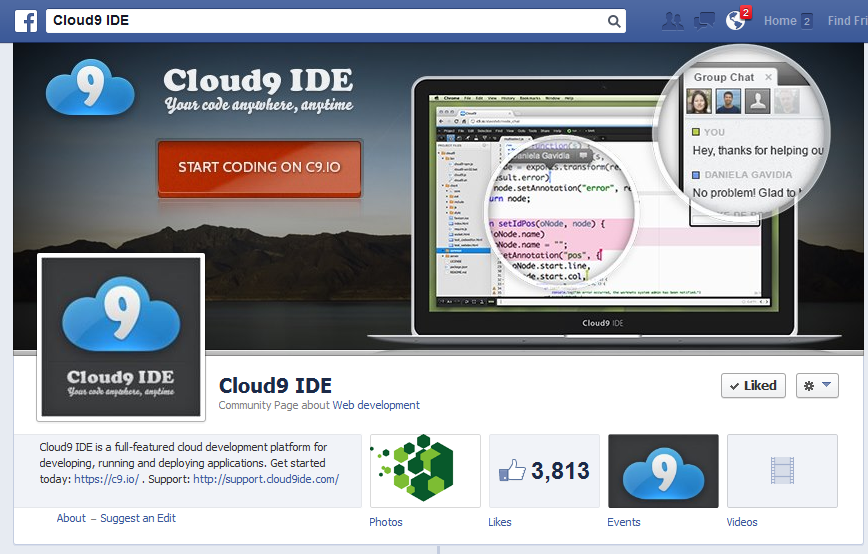 Cloud9 IDE
2
Home 2
Find Fri
9
Cloud9 IDE
Your code anywhere, anytime
START CODING ON C9.IO
Group Chat ×
YOU
Hey, thanks for helping ou
DANIELA GAVIDIA
No problem! Glad to
Daniela Gavidia
node.setAnnotation("error", re
urn node;
setIdPos(oNode, node) {
oNode.name)
oNode.name = "";
etAnnotation("pos", {
oNode.start.line,
ode.start.col,
Cloud9 IDE
9
Cloud9 IDE
Your code anywhere, anytime
Cloud9 IDE
Community Page about Web development
Liked
Cloud9 IDE is a full-featured cloud development platform for
developing, running and deploying applications. Get started
today: https://c9.io/ . Support: http://support.cloud9ide.com/
About – Suggest an Edit
Photos
3,813
Likes
9
Events
Videos